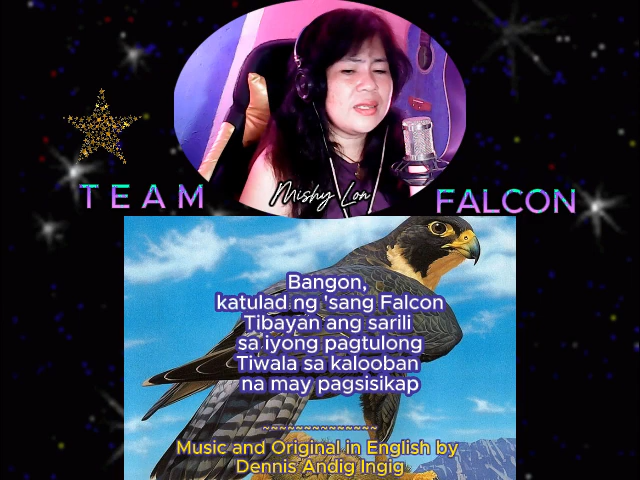 TEAM
Mishy Lon
FALCON
Bangon,
katulad ng 'sang Falcon
Tibayan ang sarili
sa iyong pagtulong
Tiwala sa kalooban
na may pagsisikap
~~~~~~~~~~~~~~
Music and Original in English by
Dennis Andig Ingig